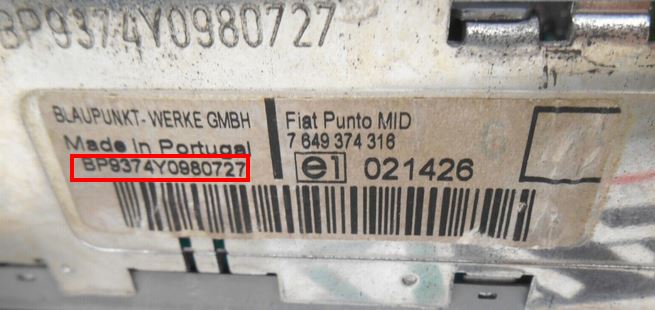 BP9374Y0980727
BLAUPUNKT - WERKE GMBH
Made in Portugal
BP9374Y0980727
Fiat Punto MID
7 649 374 316
e1 021426